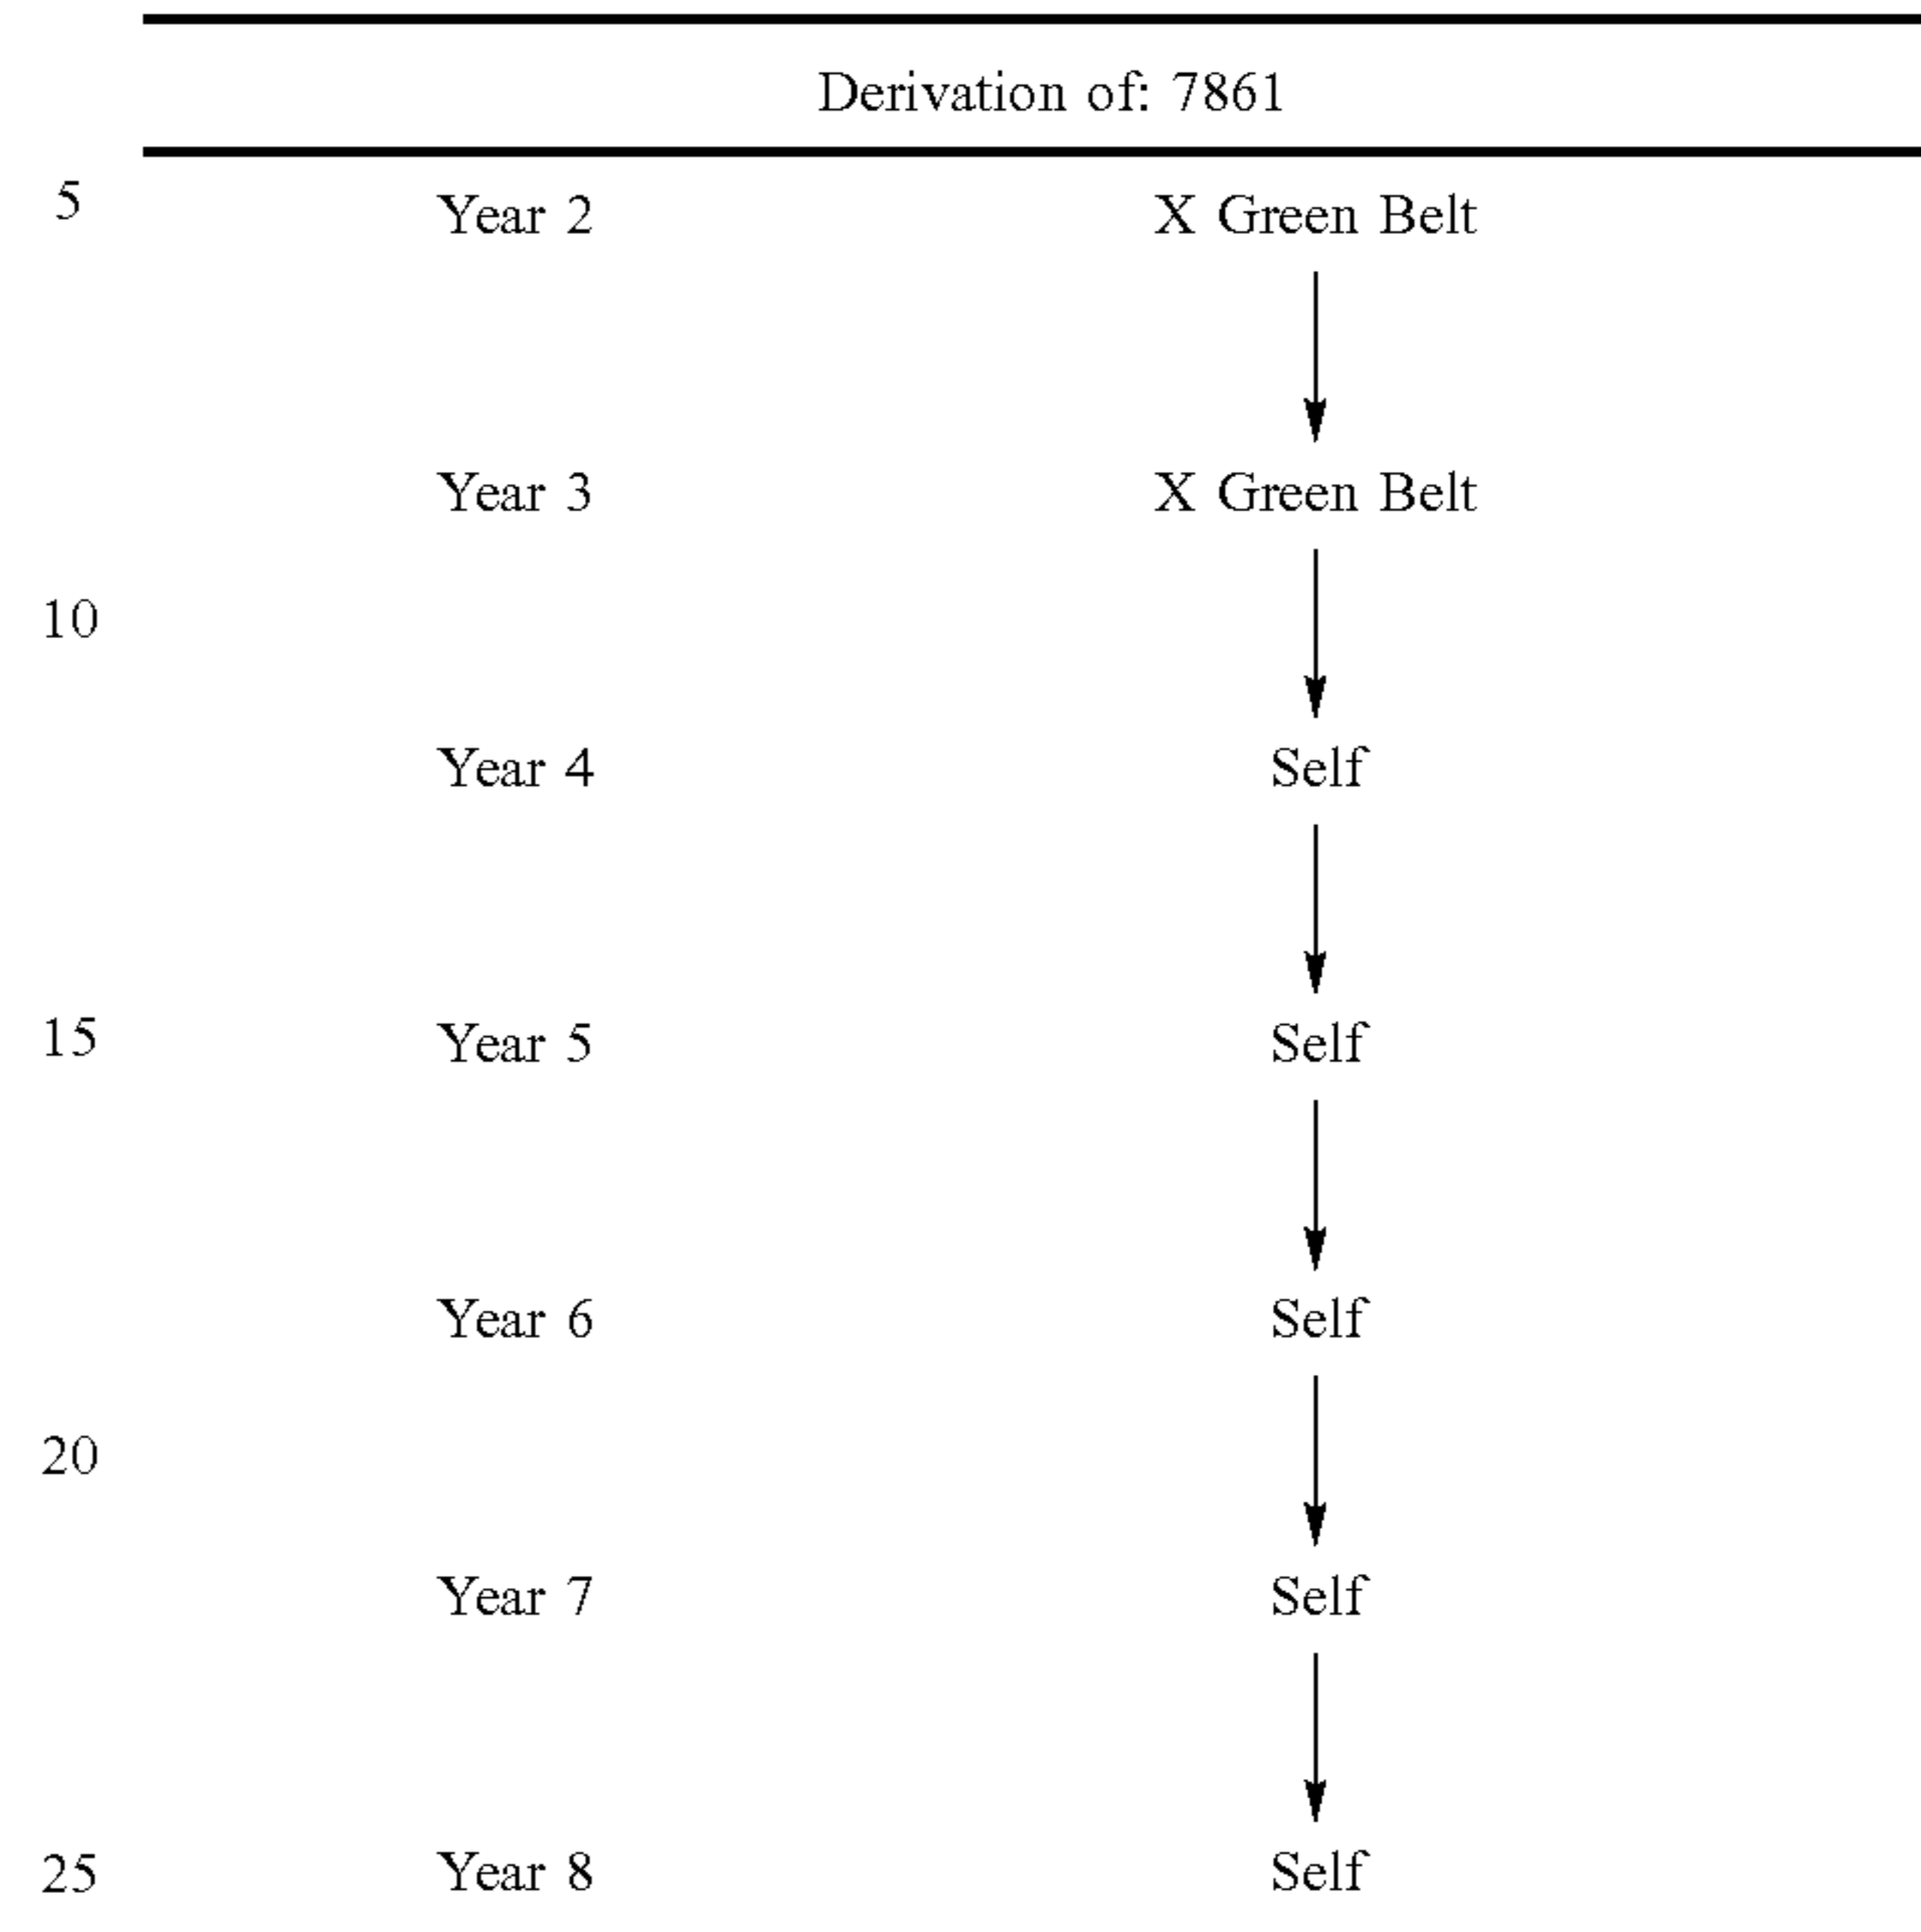 Derivation of: 7861
5 Year 2 X Green Belt
Year 3 X Green Belt
10
Year 4 Self
15 Year 5 Self
Year 6 Self
20
Year 7 Self
25 Year 8 Self